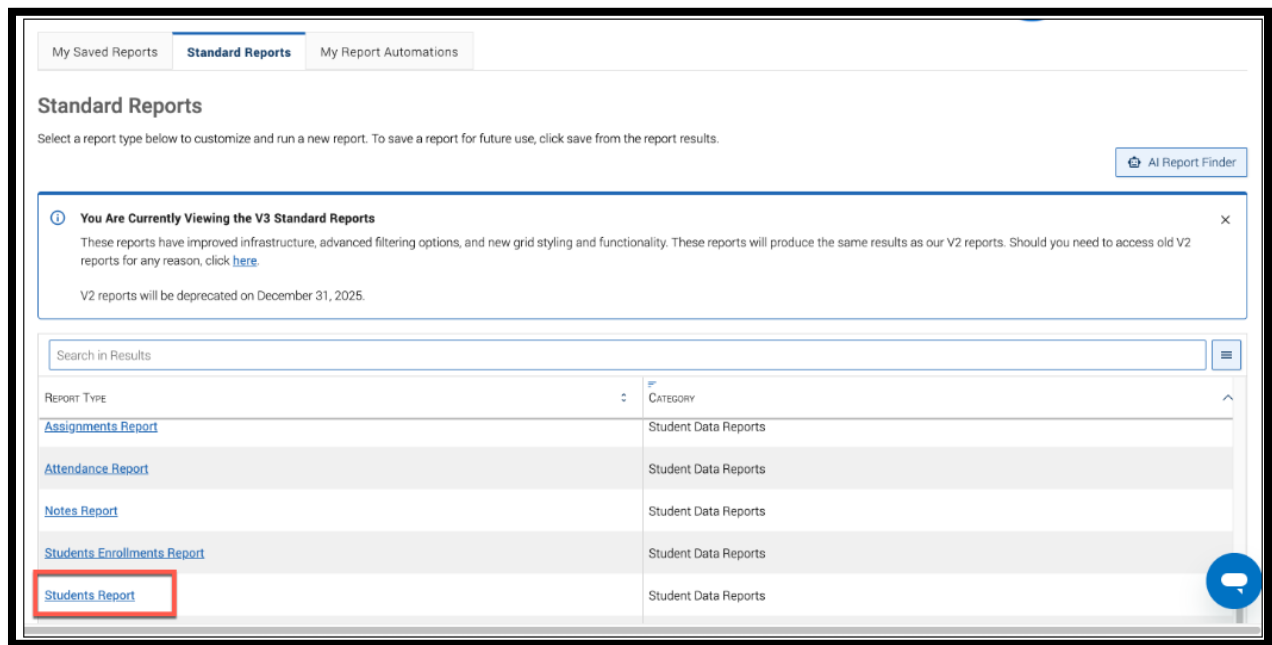 My Saved Reports Standard Reports My Report Automations
Standard Reports
Select a report type below to customize and run a new report. To save a report for future use, click save from the report results.
AI Report Finder
You Are Currently Viewing the V3 Standard Reports
These reports have improved infrastructure, advanced filtering options, and new grid styling and functionality. These reports will produce the same results as our V2 reports. Should you need to access old V2
reports for any reason, click here.
V2 reports will be deprecated on December 31, 2025.
Search in Results
REPORT TYPE CATEGORY
Assignments Report Student Data Reports
Attendance Report Student Data Reports
Notes Report Student Data Reports
Students Enrollments Report Student Data Reports
Students Report Student Data Reports